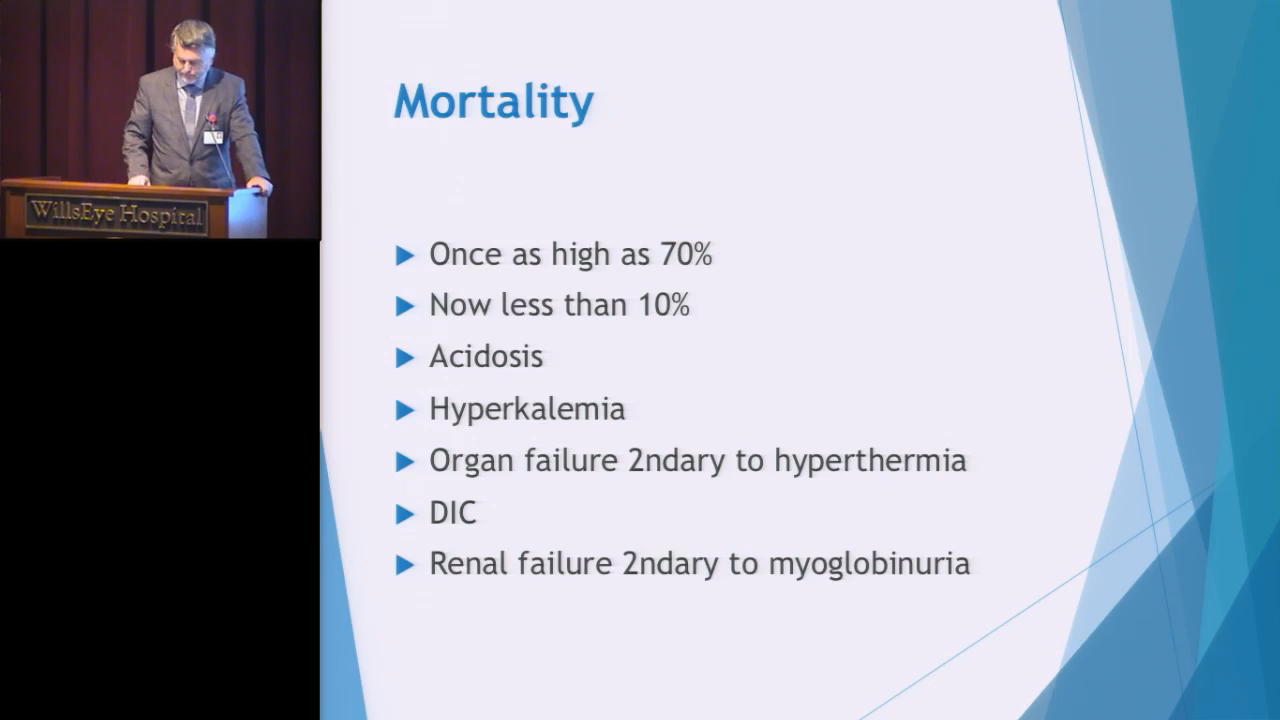 Mortality
Once as high as 70%
Now less than 10%
Acidosis
Hyperkalemia
Organ failure 2ndary to hyperthermia
DIC
Renal failure 2ndary to myoglobinuria
WillsEye Hospital